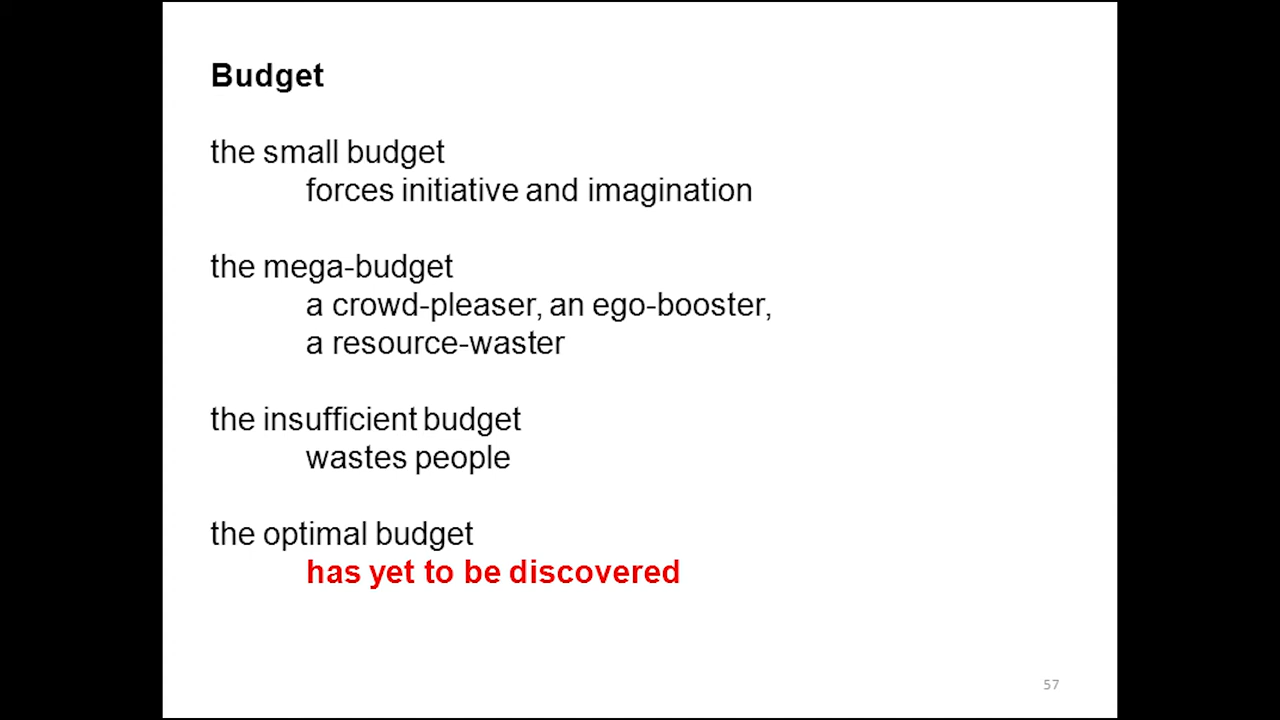 Budget
the small budget
forces initiative and imagination
the mega-budget
a crowd-pleaser, an ego-booster,
a resource-waster
the insufficient budget
wastes people
the optimal budget
has yet to be discovered
57